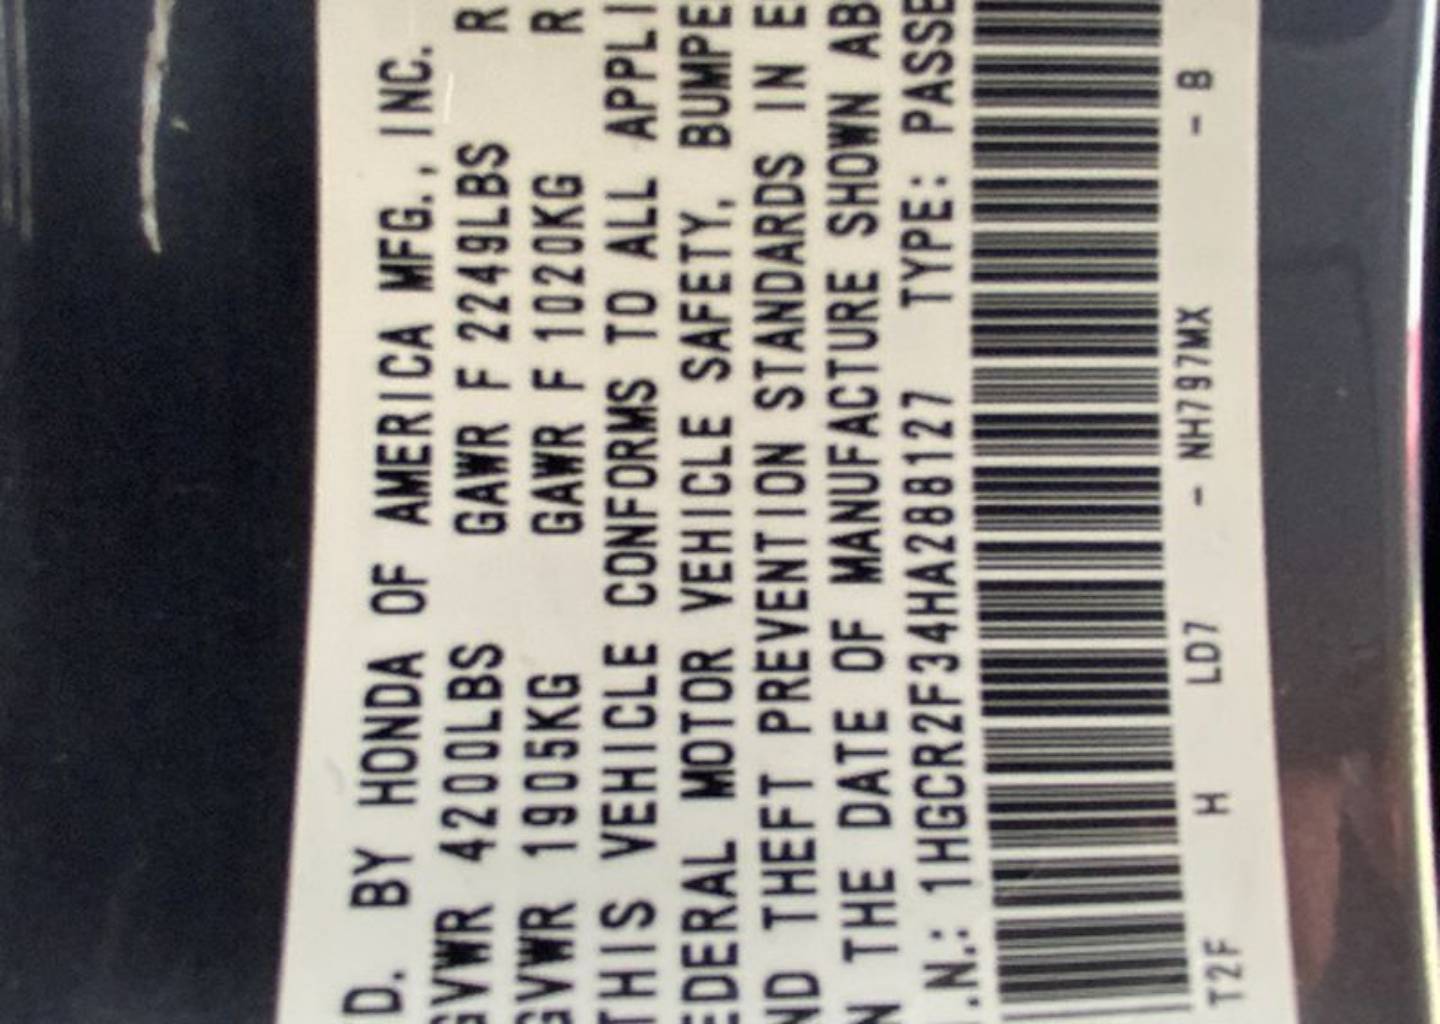 D. BY HONDA OF AMERICA MFG., INC.
GVWR 4200LBS GAWR F 2249LBS R
GVWR 1905KG GAWR F 1020KG R
THIS VEHICLE CONFORMS TO ALL APPLI
EDERAL MOTOR VEHICLE SAFETY, BUMPE
ND THEFT PREVENTION STANDARDS IN E
N THE DATE OF MANUFACTURE SHOWN AB
.N.: 1HGCR2F34HA288127 TYPE: PASSE
T2F H LD7 - NH797MX - B